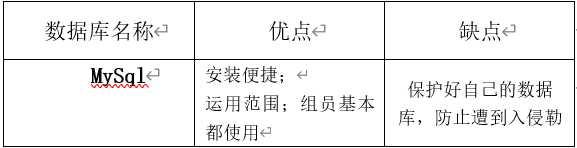 数据库名称 优点 缺点
MySql
安装便捷；
运用范围；组员基本
都使用
保护好自己的数据
库，防止遭到入侵勒